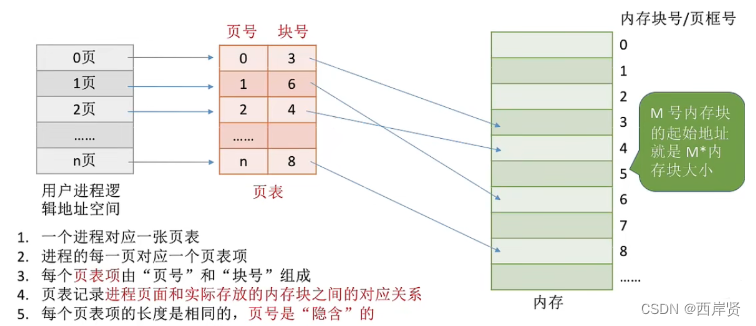 内存块号/页框号
页号 块号
0页
1页
2页
……
n页
0 3
1 6
2 4
……
n 8
页表
用户进程逻
辑地址空间
0
1
2
3
4
5
6
7
8
……
内存
M 号内存块
的起始地址
就是 M*内
存块大小
1. 一个进程对应一张页表
2. 进程的每一页对应一个页表项
3. 每个页表项由“页号”和“块号”组成
4. 页表记录进程页面和实际存放的内存块之间的对应关系
5. 每个页表项的长度是相同的，页号是“隐含”的
CSDN @西岸贤